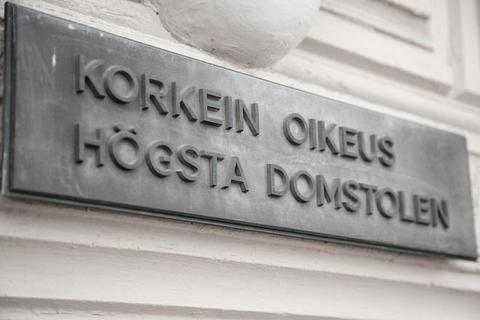 KORKEIN OIKEUS
HÖGSTA DOMSTOLEN